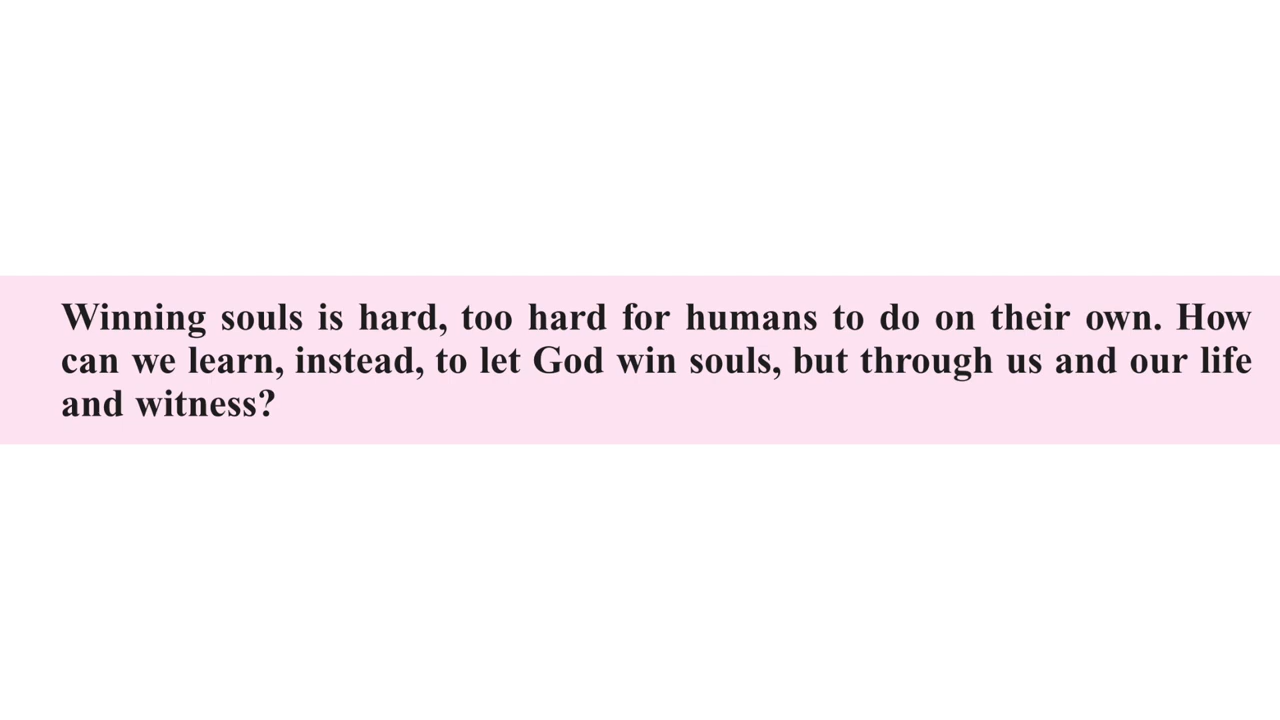 Winning souls is hard, too hard for humans to do on their own. How
can we learn, instead, to let God win souls, but through us and our life
and witness?